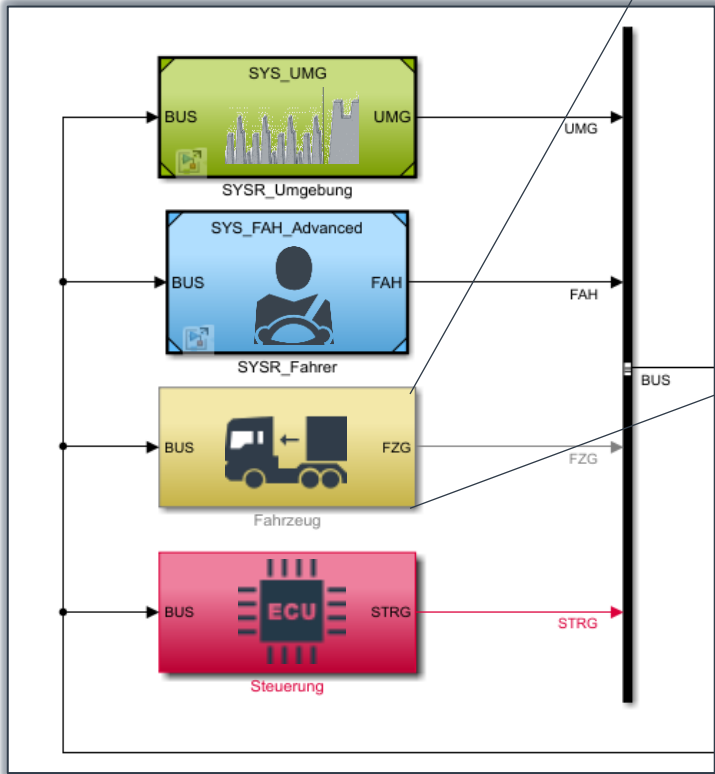 SYS_UMG
BUS UMG
UMG
SYSR_Umgebung
SYS_FAH_Advanced
BUS FAH
FAH
SYSR_Fahrer
BUS
BUS FZG
FZG
Fahrzeug
BUS ECU STRG
STRG
Steuerung